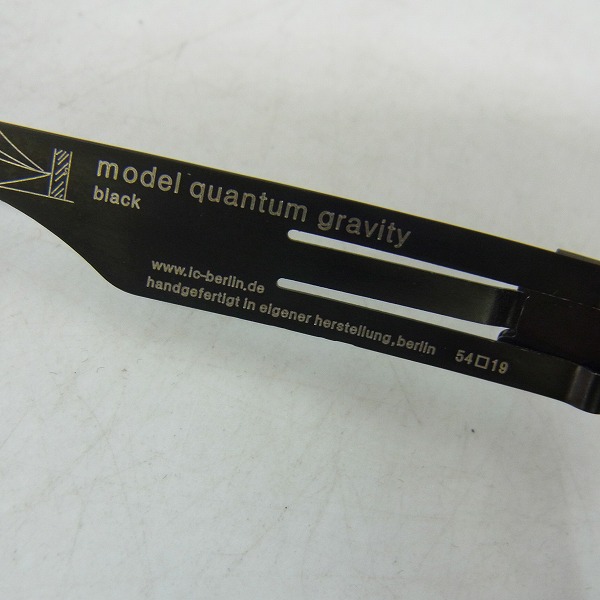 model quantum gravity
black
www.ic-berlin.de
handgefertigt in eigener herstellung,berlin 54□19